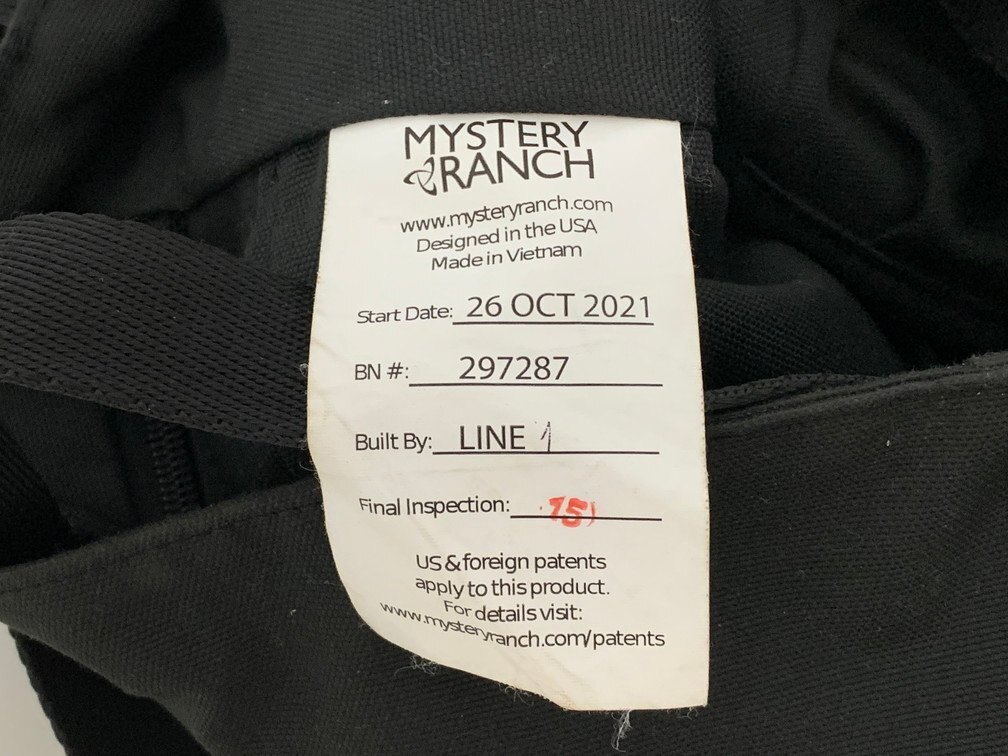 MYSTERY
RANCH
www.mysteryranch.com
Designed in the USA
Made in Vietnam
Start Date: 26 OCT 2021
BN #: 297287
Built By: LINE 1
Final Inspection: 15
US & foreign patents
apply to this product.
For details visit:
www.mysteryranch.com/patents